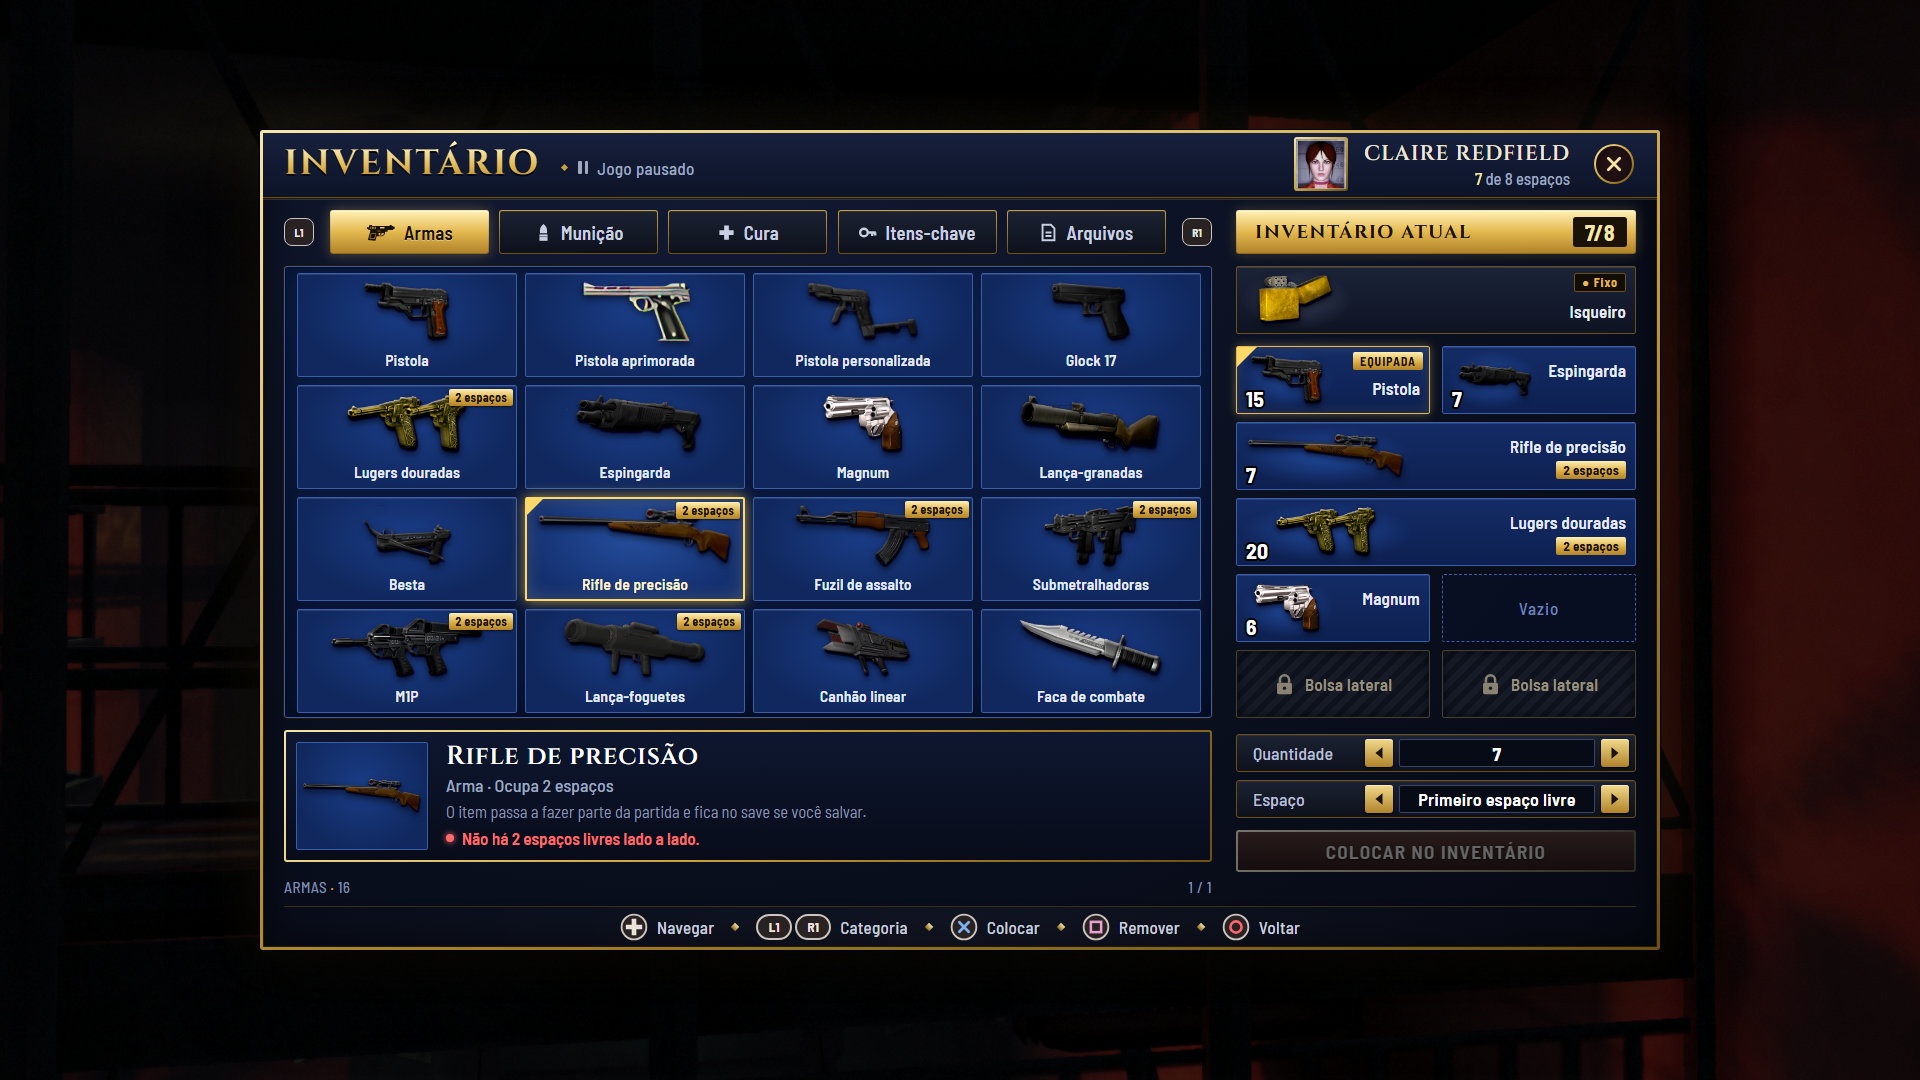 INVENTÁRIO
Jogo pausado
CLAIRE REDFIELD
7 de 8 espaços
L1
Armas
Munição
Cura
Itens-chave
Arquivos
R1
Pistola
Pistola aprimorada
Pistola personalizada
Glock 17
2 espaços
Lugers douradas
Espingarda
Magnum
Lança-granadas
Besta
2 espaços
Rifle de precisão
2 espaços
Fuzil de assalto
2 espaços
Submetralhadoras
2 espaços
M1P
2 espaços
Lança-foguetes
Canhão linear
Faca de combate
RIFLE DE PRECISÃO
Arma · Ocupa 2 espaços
O item passa a fazer parte da partida e fica no save se você salvar.
Não há 2 espaços livres lado a lado.
ARMAS · 16
1 / 1
INVENTÁRIO ATUAL
7/8
Fixo
Isqueiro
EQUIPADA
Pistola
15
Espingarda
7
Rifle de precisão
2 espaços
7
Lugers douradas
2 espaços
20
Magnum
6
Vazio
Bolsa lateral
Bolsa lateral
Quantidade
7
Espaço
Primeiro espaço livre
COLOCAR NO INVENTÁRIO
Navegar
L1
R1
Categoria
Colocar
Remover
Voltar